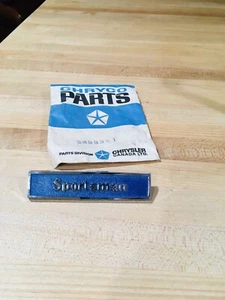 CHRYCO
PARTS
PARTS DIVISION CHRYSLER
CANADA LTD.
Sportsman